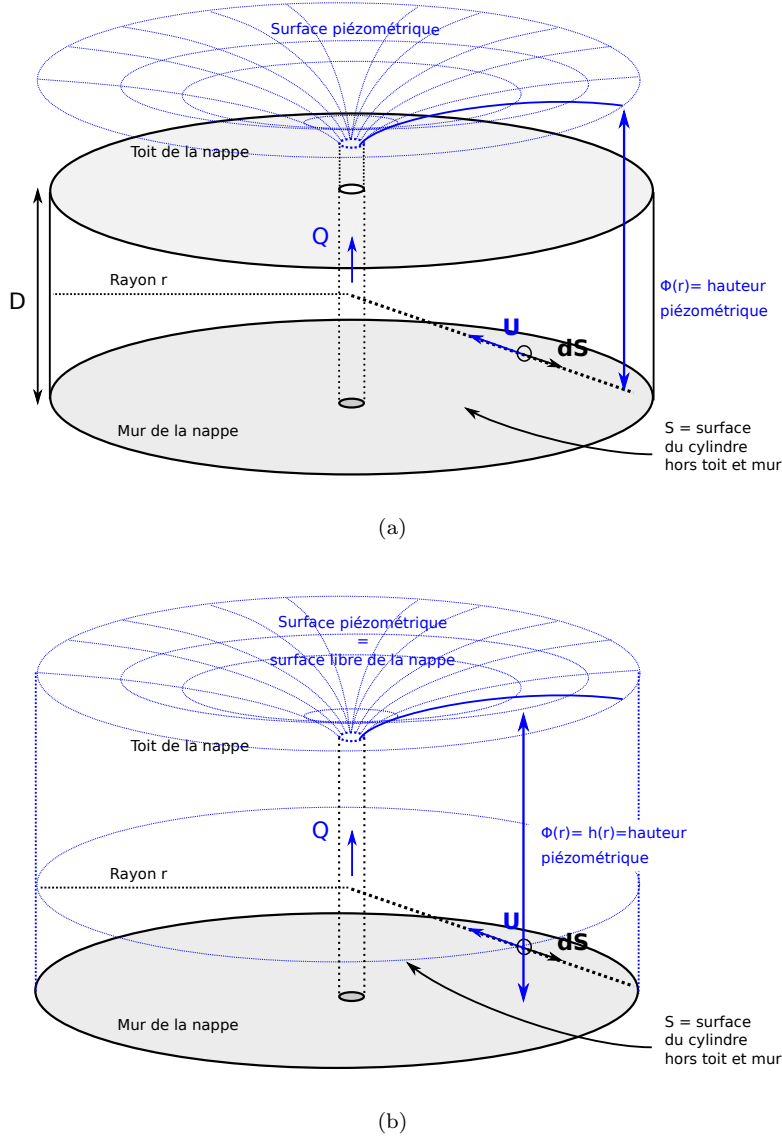 Surface piézométrique
Toit de la nappe
Q
Rayon r
D
Φ(r)= hauteur
piézométrique
U
dS
Mur de la nappe
S = surface
du cylindre
hors toit et mur
(a)
Surface piézométrique
=
surface libre de la nappe
Toit de la nappe
Q
Φ(r)= h(r)=hauteur
piézométrique
Rayon r
U
dS
Mur de la nappe
S = surface
du cylindre
hors toit et mur
(b)